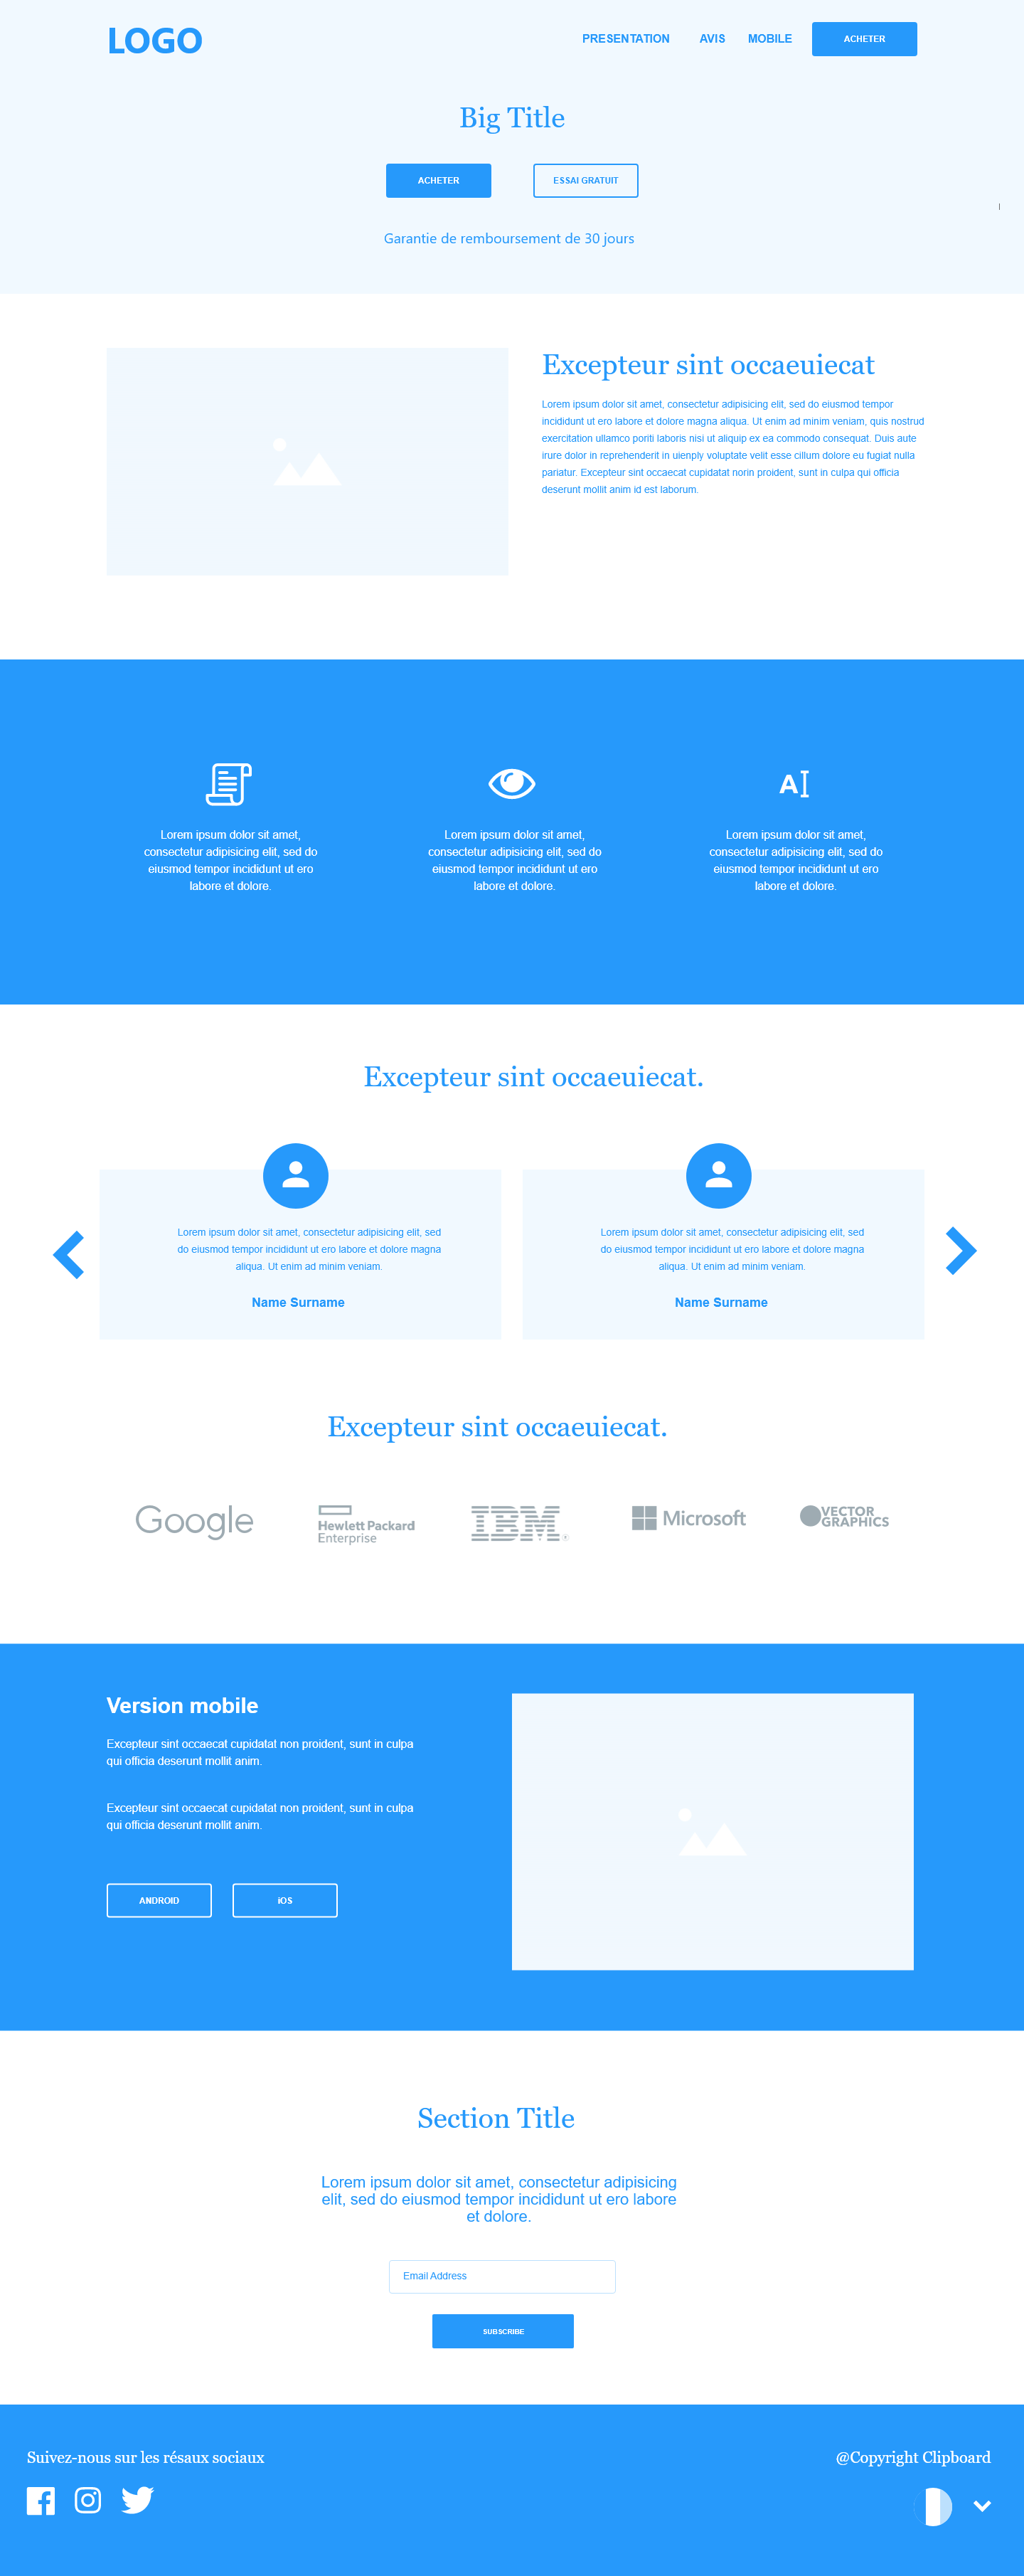 LOGO
PRESENTATION AVIS MOBILE ACHETER
Big Title
ACHETER ESSAI GRATUIT
Garantie de remboursement de 30 jours
Excepteur sint occaeuiecat
Lorem ipsum dolor sit amet, consectetur adipisicing elit, sed do eiusmod tempor
incididunt ut ero labore et dolore magna aliqua. Ut enim ad minim veniam, quis nostrud
exercitation ullamco poriti laboris nisi ut aliquip ex ea commodo consequat. Duis aute
irure dolor in reprehenderit in uienply voluptate velit esse cillum dolore eu fugiat nulla
pariatur. Excepteur sint occaecat cupidatat norin proident, sunt in culpa qui officia
deserunt mollit anim id est laborum.
Lorem ipsum dolor sit amet,
consectetur adipisicing elit, sed do
eiusmod tempor incididunt ut ero
labore et dolore.
Lorem ipsum dolor sit amet,
consectetur adipisicing elit, sed do
eiusmod tempor incididunt ut ero
labore et dolore.
A
Lorem ipsum dolor sit amet,
consectetur adipisicing elit, sed do
eiusmod tempor incididunt ut ero
labore et dolore.
Excepteur sint occaeuiecat.
Lorem ipsum dolor sit amet, consectetur adipisicing elit, sed
do eiusmod tempor incididunt ut ero labore et dolore magna
aliqua. Ut enim ad minim veniam.
Name Surname
Lorem ipsum dolor sit amet, consectetur adipisicing elit, sed
do eiusmod tempor incididunt ut ero labore et dolore magna
aliqua. Ut enim ad minim veniam.
Name Surname
Excepteur sint occaeuiecat.
Google
Hewlett Packard
Enterprise
IBM
Microsoft
VECTOR
GRAPHICS
Version mobile
Excepteur sint occaecat cupidatat non proident, sunt in culpa
qui officia deserunt mollit anim.
Excepteur sint occaecat cupidatat non proident, sunt in culpa
qui officia deserunt mollit anim.
ANDROID iOS
Section Title
Lorem ipsum dolor sit amet, consectetur adipisicing
elit, sed do eiusmod tempor incididunt ut ero labore
et dolore.
Email Address
SUBSCRIBE
Suivez-nous sur les résaux sociaux
@Copyright Clipboard